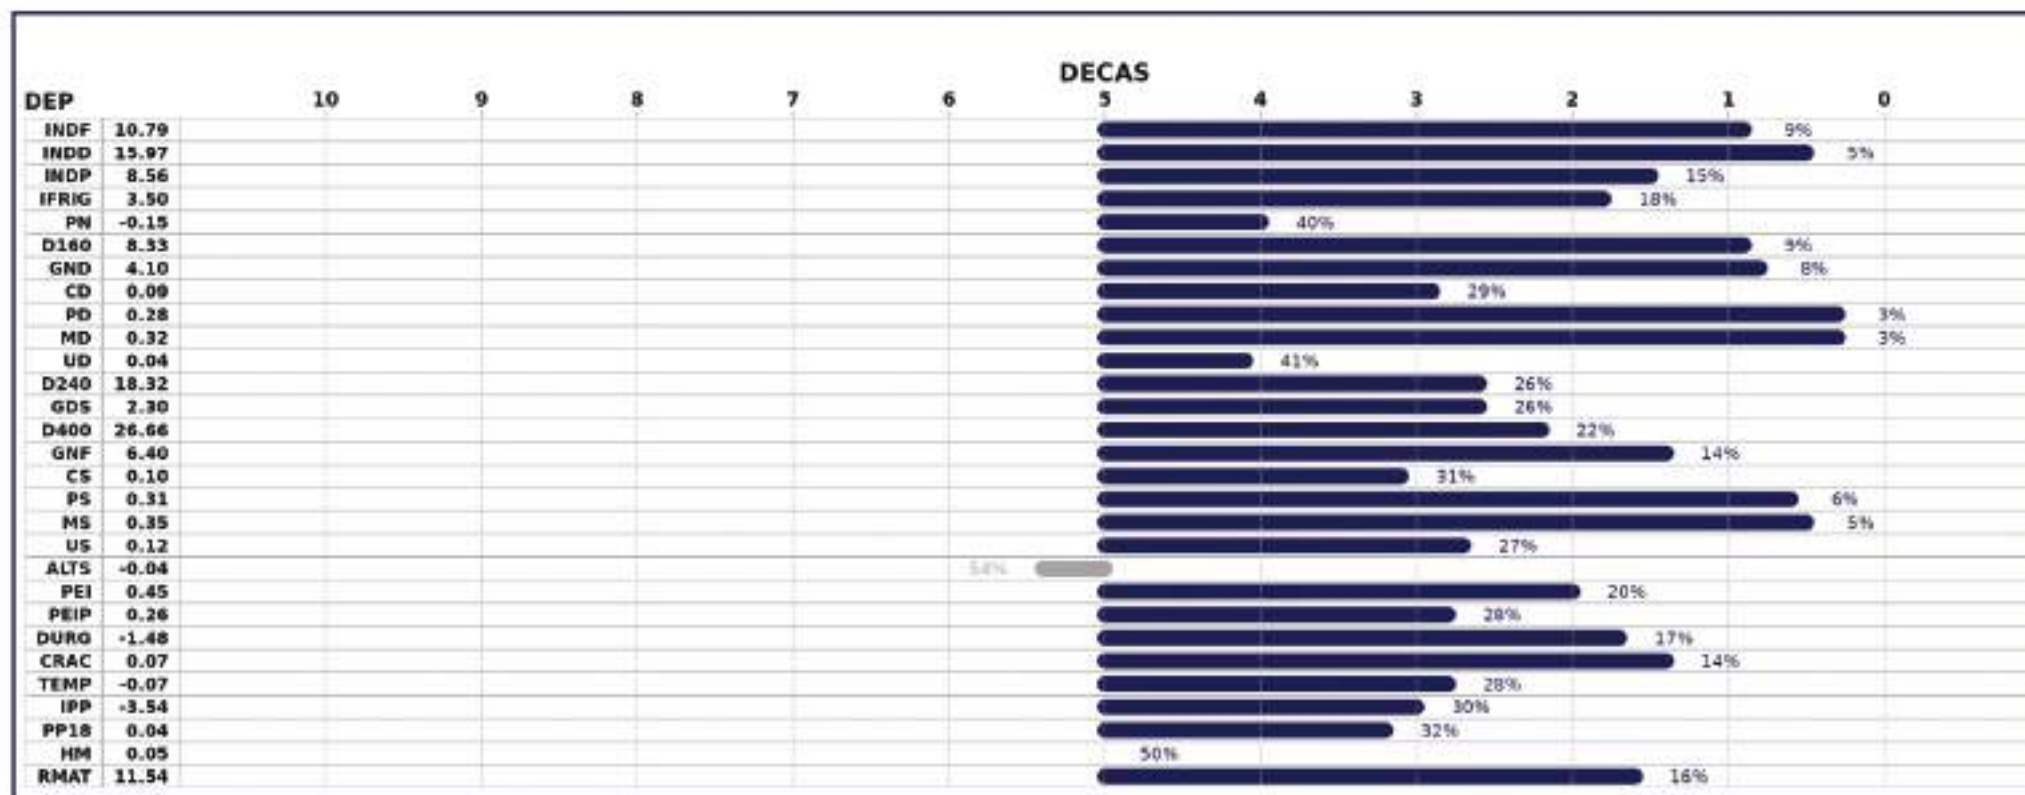 DECAS
DEP 10 9 8 7 6 5 4 3 2 1 0
INDF 10.79 9%
INDD 15.97 5%
INDP 8.56 15%
IFRIG 3.50 18%
PN -0.15 40%
D160 8.33 9%
GND 4.10 8%
CD 0.09 29%
PD 0.28 3%
MD 0.32 3%
UD 0.04 41%
D240 18.32 26%
GDS 2.30 26%
D400 26.66 22%
GNF 6.40 14%
CS 0.10 31%
PS 0.31 6%
MS 0.35 5%
US 0.12 27%
ALTS -0.04 54%
PEI 0.45 20%
PEIP 0.26 28%
DURG -1.48 17%
CRAC 0.07 14%
TEMP -0.07 28%
IPP -3.54 30%
PP18 0.04 32%
HM 0.05 50%
RMAT 11.54 16%